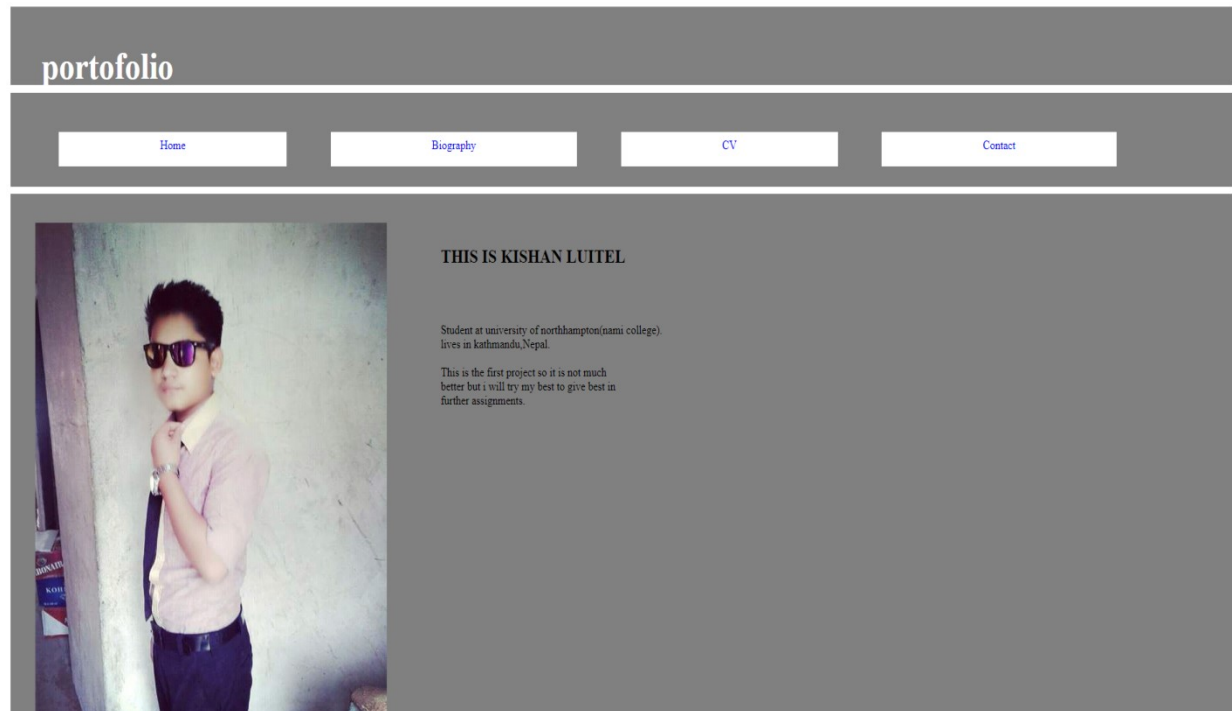 portofolio
Home
Biography
CV
Contact
THIS IS KISHAN LUITEL
Student at university of northhampton(nami college).
lives in kathmandu,Nepal.
This is the first project so it is not much
better but i will try my best to give best in
further assignments.